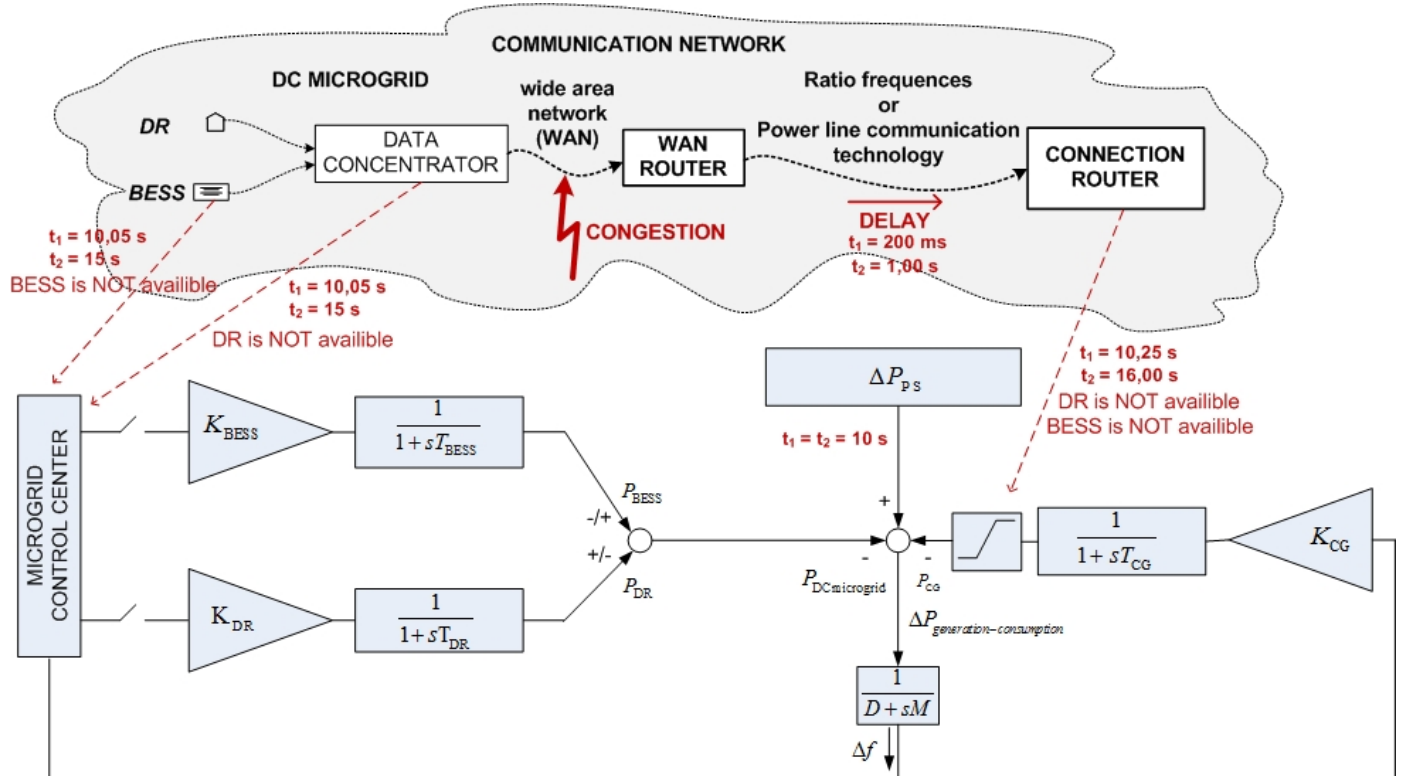 COMMUNICATION NETWORK
DC MICROGRID
wide area
network
(WAN)
Ratio frequences
or
Power line communication
technology
DR
BESS
DATA
CONCENTRATOR
WAN
ROUTER
CONNECTION
ROUTER
CONGESTION
DELAY
t₁ = 200 ms
t₂ = 1,00 s
t₁ = 10,05 s
t₂ = 15 s
BESS is NOT availible
t₁ = 10,05 s
t₂ = 15 s
DR is NOT availible
t₁ = 10,25 s
t₂ = 16,00 s
DR is NOT availible
BESS is NOT availible
ΔP_PS
t₁ = t₂ = 10 s
MICROGRID
CONTROL CENTER
K_BESS
1
1 + sT_BESS
P_BESS
-/+
+/-
P_DR
K_DR
1
1 + sT_DR
+
-
-
P_DCmicrogrid
P_CG
1
1 + sT_CG
K_CG
ΔP_generation−consumption
1
D + sM
Δf